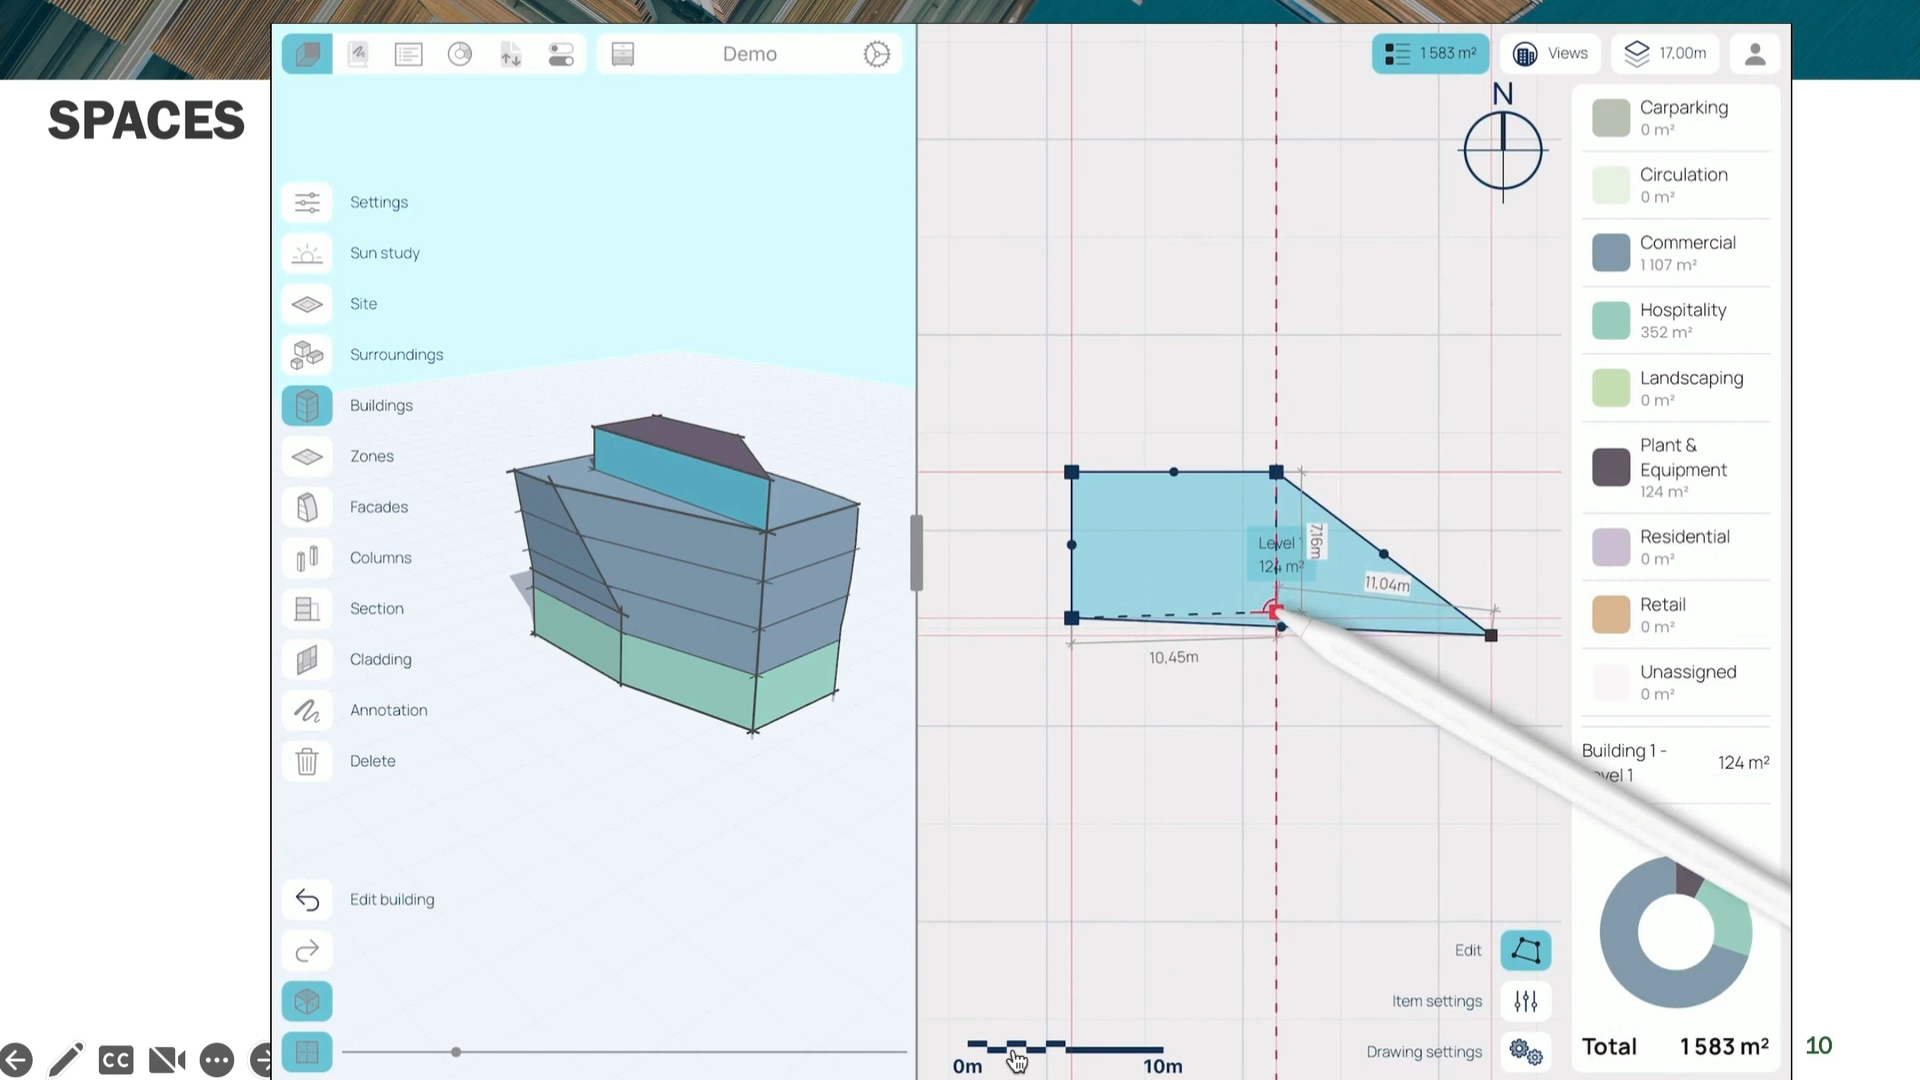 SPACES
Demo
1 583 m²
Views
17,00m
N
Settings
Sun study
Site
Surroundings
Buildings
Zones
Facades
Columns
Section
Cladding
Annotation
Delete
Edit building
Level
124 m²
7,16m
11.04m
10,45m
0m
10m
Edit
Item settings
Drawing settings
Carparking
0 m²
Circulation
0 m²
Commercial
1 107 m²
Hospitality
352 m²
Landscaping
0 m²
Plant &
Equipment
124 m²
Residential
0 m²
Retail
0 m²
Unassigned
0 m²
Building 1 -
vel 1
124 m²
Total 1 583 m²
CC
10